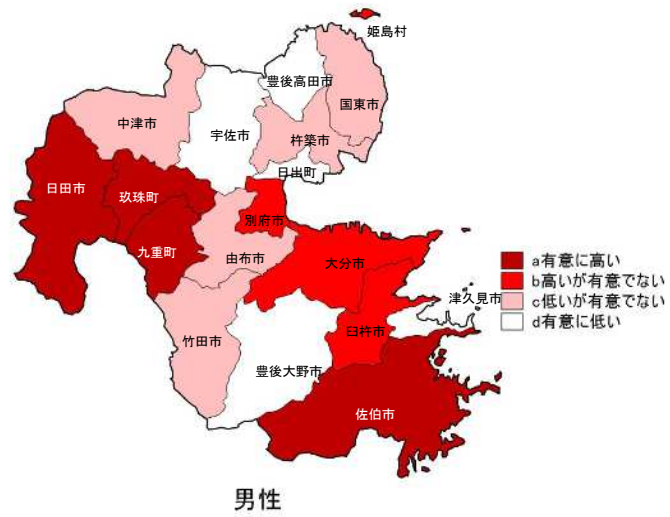 姫島村
豊後高田市
国東市
中津市
宇佐市
杵築市
日出町
日田市
玖珠町
別府市
九重町
由布市
大分市
津久見市
臼杵市
竹田市
豊後大野市
佐伯市
a有意に高い
b高いが有意でない
c低いが有意でない
d有意に低い
男性